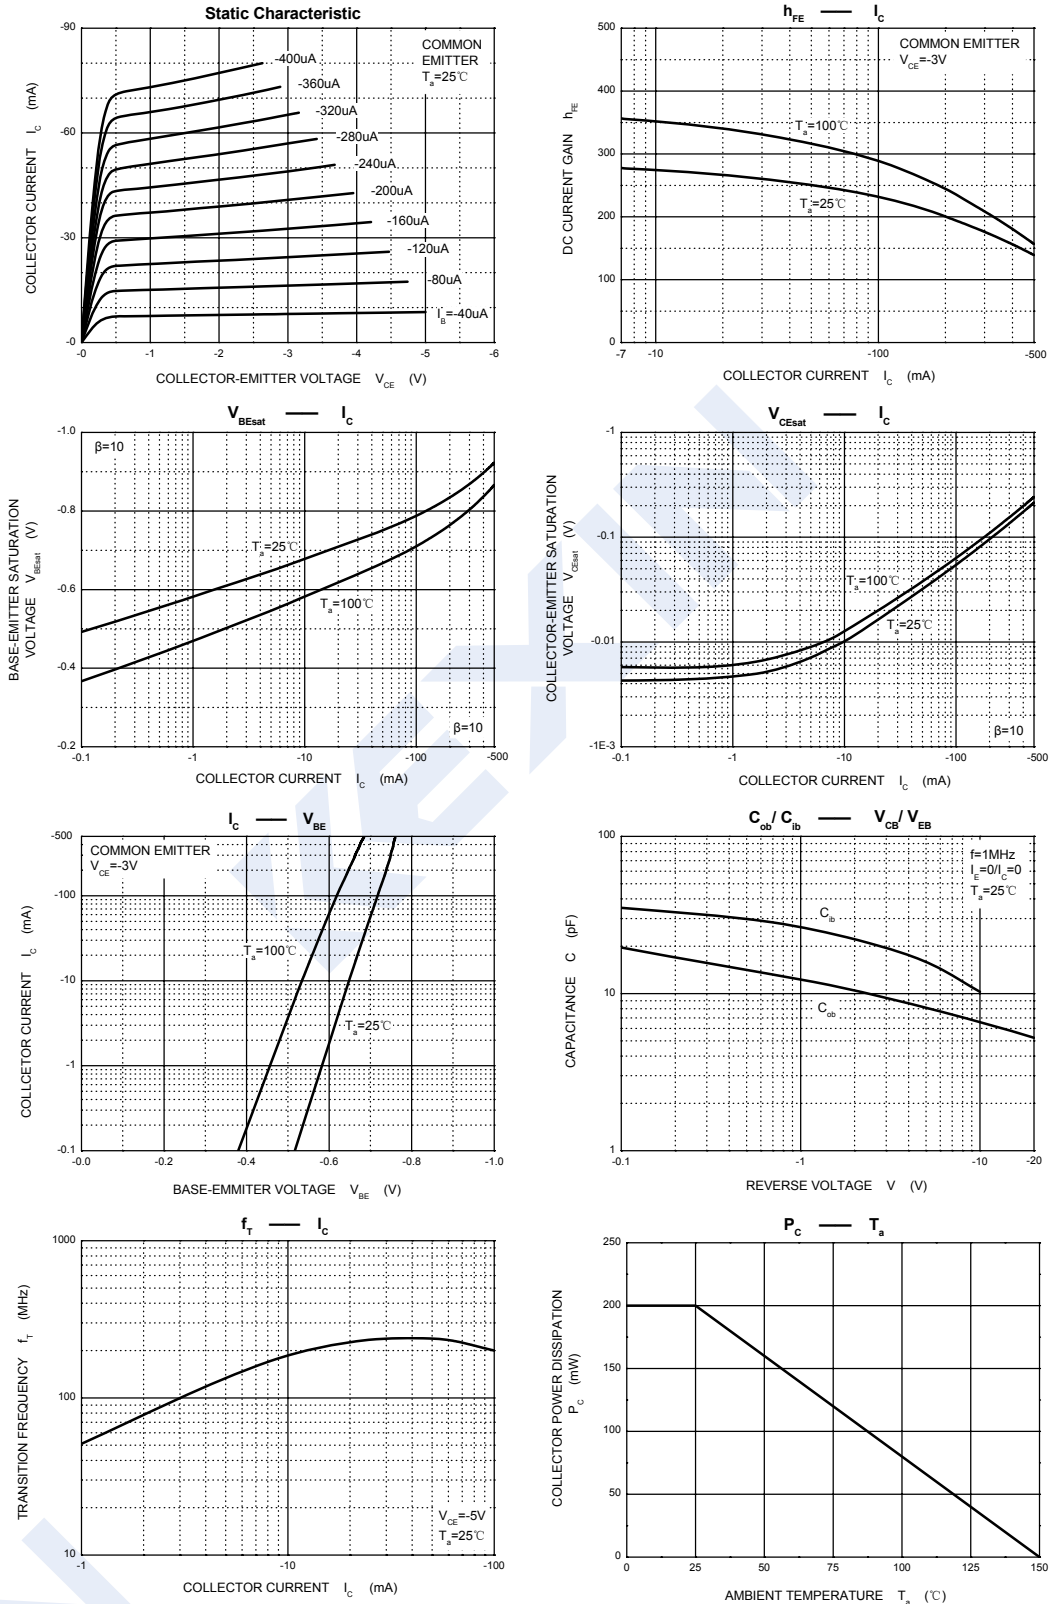 Static Characteristic
-90
-60
-30
-0
COLLECTOR CURRENT I_C (mA)
COMMON
EMITTER
T_a=25℃
-400uA
-360uA
-320uA
-280uA
-240uA
-200uA
-160uA
-120uA
-80uA
I_B=-40uA
-0 -1 -2 -3 -4 -5 -6
COLLECTOR-EMITTER VOLTAGE V_CE (V)
h_FE —— I_C
500
400
300
200
100
0
DC CURRENT GAIN h_FE
COMMON EMITTER
V_CE=-3V
T_a=100℃
T_a=25℃
-7 -10 -100 -500
COLLECTOR CURRENT I_C (mA)
V_BEsat —— I_C
-1.0
-0.8
-0.6
-0.4
-0.2
BASE-EMITTER SATURATION
VOLTAGE V_BEsat (V)
β=10
T_a=25℃
T_a=100℃
β=10
-0.1 -1 -10 -100 -500
COLLECTOR CURRENT I_C (mA)
V_CEsat —— I_C
-1
-0.1
-0.01
-1E-3
COLLECTOR-EMITTER SATURATION
VOLTAGE V_CEsat (V)
T_a=100℃
T_a=25℃
β=10
-0.1 -1 -10 -100 -500
COLLECTOR CURRENT I_C (mA)
I_C —— V_BE
-500
-100
-10
-1
-0.1
COLLCETOR CURRENT I_C (mA)
COMMON EMITTER
V_CE=-3V
T_a=100℃
T_a=25℃
-0.0 -0.2 -0.4 -0.6 -0.8 -1.0
BASE-EMMITER VOLTAGE V_BE (V)
C_ob/ C_ib —— V_CB/ V_EB
100
10
1
CAPACITANCE C (pF)
f=1MHz
I_E=0/I_C=0
T_a=25℃
C_ib
C_ob
-0.1 -1 -10 -20
REVERSE VOLTAGE V (V)
f_T —— I_C
1000
100
10
TRANSITION FREQUENCY f_T (MHz)
V_CE=-5V
T_a=25℃
-1 -10 -100
COLLECTOR CURRENT I_C (mA)
P_C —— T_a
250
200
150
100
50
0
COLLECTOR POWER DISSIPATION
P_C (mW)
0 25 50 75 100 125 150
AMBIENT TEMPERATURE T_a (℃)
KEXIN